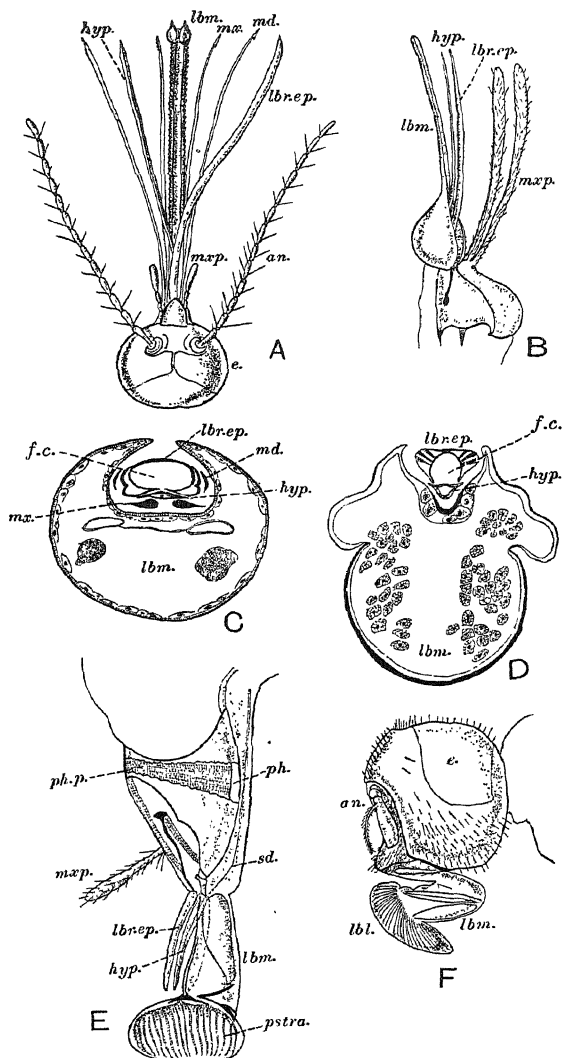 hyp.
lbm.
mx.
md.
lbr.ep.
mxp.
an.
e.
A
hyp.
lbr.ep.
lbm.
mxp.
B
lbr.ep.
f.c.
md.
hyp.
mx.
lbm.
C
lbr.ep.
f.c.
hyp.
lbm.
D
ph.p.
ph.
sd.
mxp.
lbr.ep.
hyp.
lbm.
pstra.
E
e.
an.
lbl.
lbm.
F